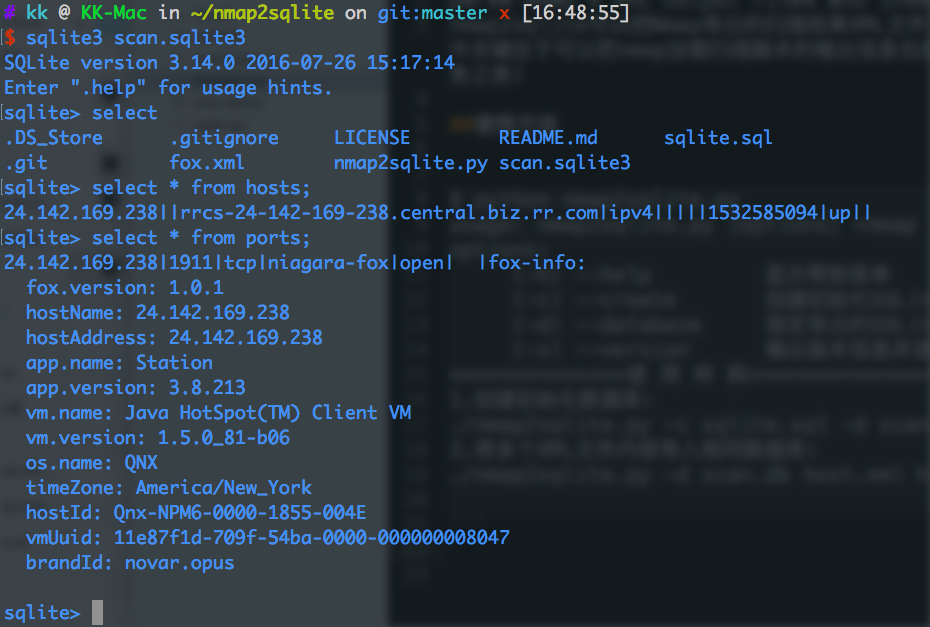 # kk @ KK-Mac in ~/nmap2sqlite on git:master x [16:48:55]
$ sqlite3 scan.sqlite3
SQLite version 3.14.0 2016-07-26 15:17:14
Enter ".help" for usage hints.
sqlite> select
.DS_Store .gitignore LICENSE README.md sqlite.sql
.git fox.xml nmap2sqlite.py scan.sqlite3
sqlite> select * from hosts;
24.142.169.238||rrcs-24-142-169-238.central.biz.rr.com|ipv4|||||1532585094|up||
sqlite> select * from ports;
24.142.169.238|1911|tcp|niagara-fox|open| |fox-info:
fox.version: 1.0.1
hostName: 24.142.169.238
hostAddress: 24.142.169.238
app.name: Station
app.version: 3.8.213
vm.name: Java HotSpot(TM) Client VM
vm.version: 1.5.0_81-b06
os.name: QNX
timeZone: America/New_York
hostId: Qnx-NPM6-0000-1855-004E
vmUuid: 11e87f1d-709f-54ba-0000-000000008047
brandId: novar.opus
sqlite>